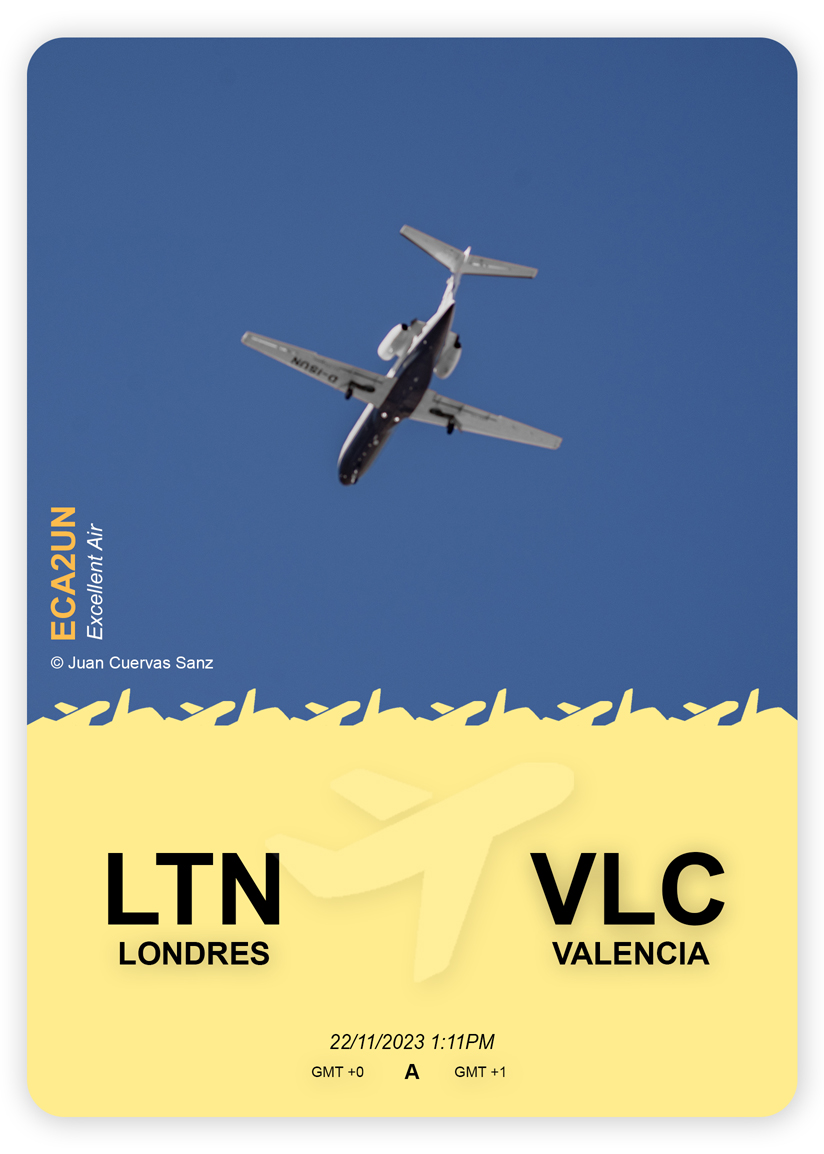 D-ISUN
ECA2UN
Excellent Air
© Juan Cuervas Sanz
LTN
LONDRES
VLC
VALENCIA
22/11/2023 1:11PM
GMT +0
A
GMT +1